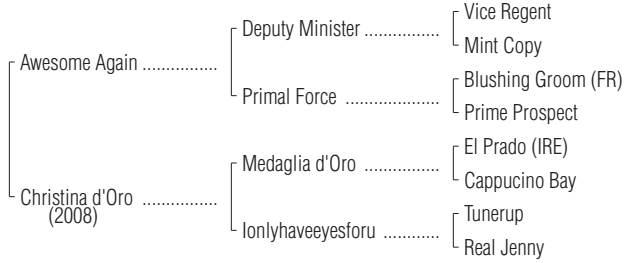 Vice Regent
Deputy Minister .................
Mint Copy
Awesome Again ................
Blushing Groom (FR)
Primal Force ....................
Prime Prospect
El Prado (IRE)
Medaglia d'Oro ................
Cappucino Bay
Christina d'Oro ................
(2008)
Tunerup
Ionlyhaveeyesforu ............
Real Jenny